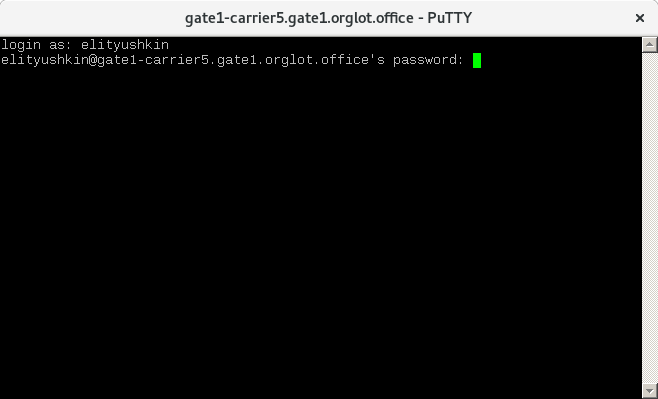 gate1-carrier5.gate1.orglot.office - PuTTY
login as: elityushkin
elityushkin@gate1-carrier5.gate1.orglot.office's password: